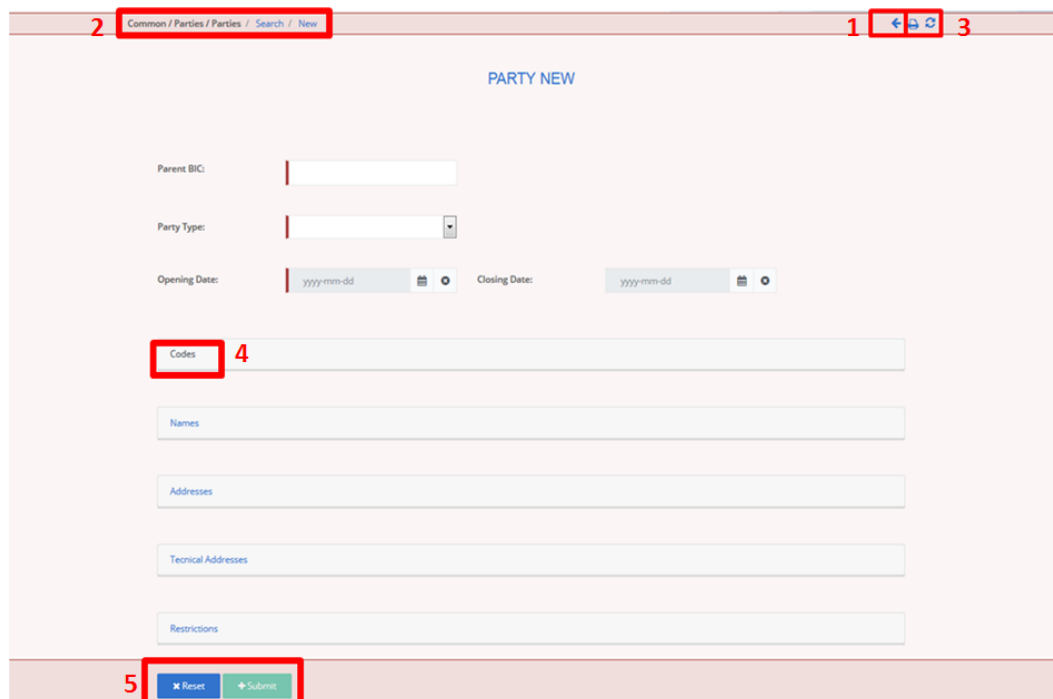 2 Common / Parties / Parties / Search / New 1 3
PARTY NEW
Parent BIC:
Party Type:
Opening Date: yyyy-mm-dd Closing Date: yyyy-mm-dd
Codes 4
Names
Addresses
Tecnical Addresses
Restrictions
5 Reset Submit